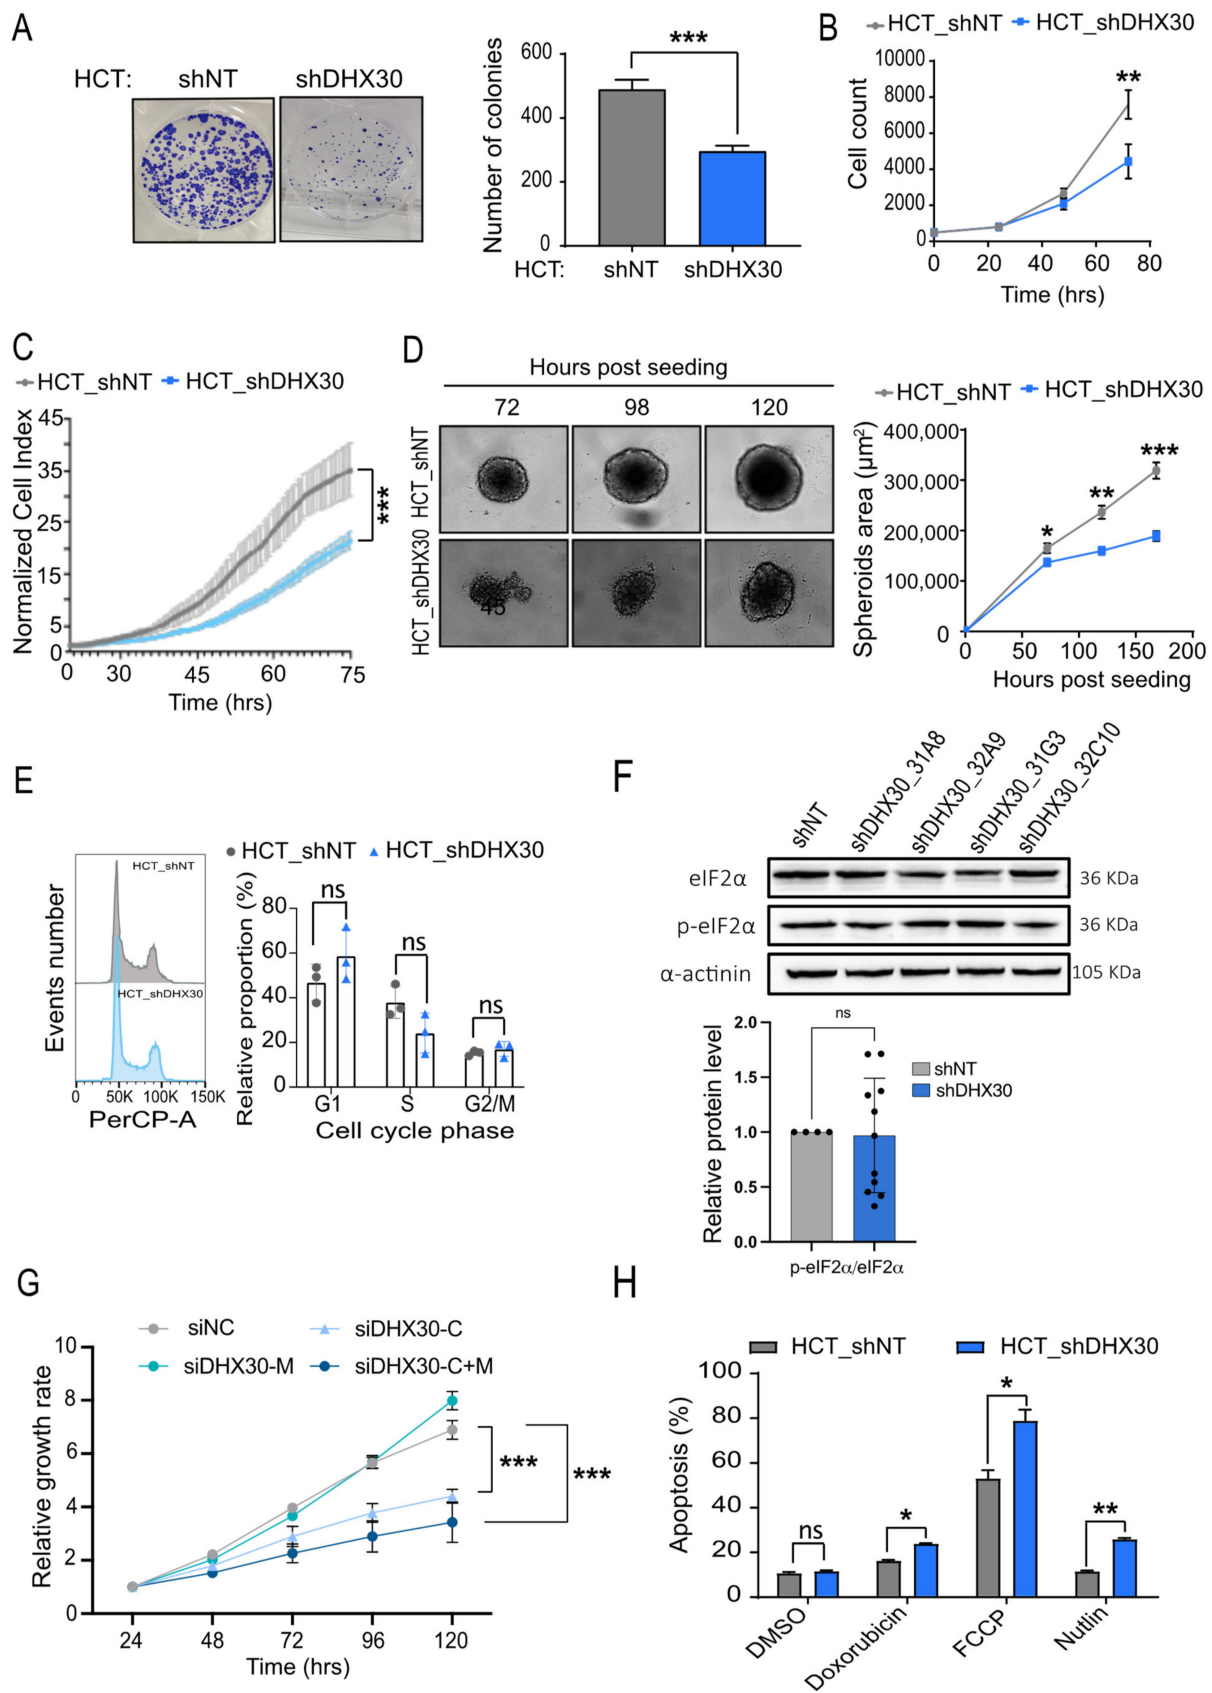 A
HCT: shNT shDHX30
Number of colonies
600
400
200
0
***
HCT: shNT shDHX30
B
HCT_shNT HCT_shDHX30
Cell count
10000
8000
6000
4000
2000
0
**
0 20 40 60 80
Time (hrs)
C
HCT_shNT HCT_shDHX30
Normalized Cell Index
45
35
25
15
5
0
***
0 30 45 60 75
Time (hrs)
D
Hours post seeding
72 98 120
HCT_shNT
HCT_shDHX30
45
HCT_shNT
HCT_shDHX30
Spheroids area (µm²)
400,000
300,000
200,000
100,000
0
* ** ***
0 50 100 150 200
Hours post seeding
E
Events number
HCT_shNT
HCT_shDHX30
0 50K 100K 150K
PerCP-A
HCT_shNT HCT_shDHX30
Relative proportion (%)
80
60
40
20
0
ns ns ns
G1 S G2/M
Cell cycle phase
F
shNT shDHX30_31A8 shDHX30_32A9 shDHX30_31G3 shDHX30_32C10
eIF2α 36 KDa
p-eIF2α 36 KDa
α-actinin 105 KDa
Relative protein level
2.0
1.5
1.0
0.5
0.0
ns
shNT
shDHX30
p-eIF2α/eIF2α
G
siNC siDHX30-C
siDHX30-M siDHX30-C+M
Relative growth rate
10
8
6
4
2
0
*** ***
24 48 72 96 120
Time (hrs)
H
HCT_shNT HCT_shDHX30
Apoptosis (%)
100
80
60
40
20
0
ns * * **
DMSO Doxorubicin FCCP Nutlin